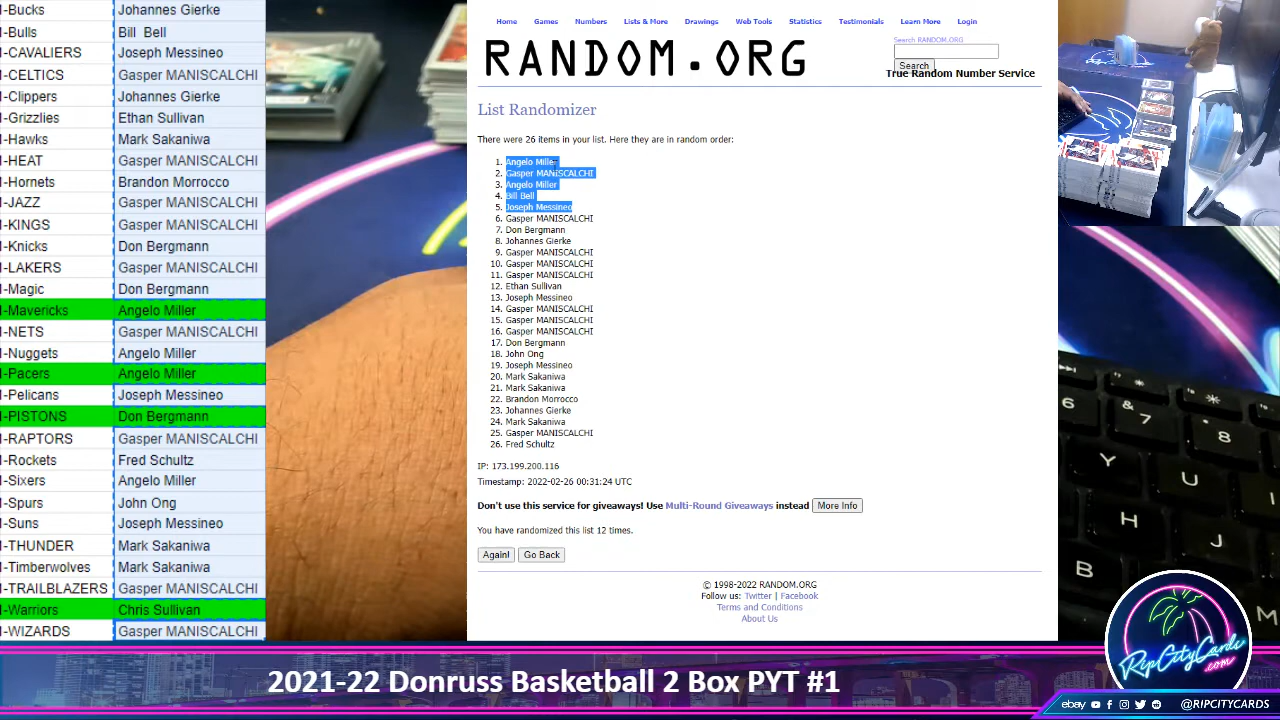 -Bucks Johannes Gierke
-Bulls Bill Bell
-CAVALIERS Joseph Messineo
-CELTICS Gasper MANISCALCHI
-Clippers Johannes Gierke
-Grizzlies Ethan Sullivan
-Hawks Mark Sakaniwa
-HEAT Gasper MANISCALCHI
-Hornets Brandon Morrocco
-JAZZ Gasper MANISCALCHI
-KINGS Gasper MANISCALCHI
-Knicks Don Bergmann
-LAKERS Gasper MANISCALCHI
-Magic Don Bergmann
-Mavericks Angelo Miller
-NETS Gasper MANISCALCHI
-Nuggets Angelo Miller
-Pacers Angelo Miller
-Pelicans Joseph Messineo
-PISTONS Don Bergmann
-RAPTORS Gasper MANISCALCHI
-Rockets Fred Schultz
-Sixers Angelo Miller
-Spurs John Ong
-Suns Joseph Messineo
-THUNDER Mark Sakaniwa
-Timberwolves Mark Sakaniwa
-TRAILBLAZERS Gasper MANISCALCHI
-Warriors Chris Sullivan
-WIZARDS Gasper MANISCALCHI
Home Games Numbers Lists & More Drawings Web Tools Statistics Testimonials Learn More Login
RANDOM.ORG
Search RANDOM.ORG
Search
True Random Number Service
List Randomizer
There were 26 items in your list. Here they are in random order:
1. Angelo Miller
2. Gasper MANISCALCHI
3. Angelo Miller
4. Bill Bell
5. Joseph Messineo
6. Gasper MANISCALCHI
7. Don Bergmann
8. Johannes Gierke
9. Gasper MANISCALCHI
10. Gasper MANISCALCHI
11. Gasper MANISCALCHI
12. Ethan Sullivan
13. Joseph Messineo
14. Gasper MANISCALCHI
15. Gasper MANISCALCHI
16. Gasper MANISCALCHI
17. Don Bergmann
18. John Ong
19. Joseph Messineo
20. Mark Sakaniwa
21. Mark Sakaniwa
22. Brandon Morrocco
23. Johannes Gierke
24. Mark Sakaniwa
25. Gasper MANISCALCHI
26. Fred Schultz
IP: 173.199.200.116
Timestamp: 2022-02-26 00:31:24 UTC
Don't use this service for giveaways! Use Multi-Round Giveaways instead More Info
You have randomized this list 12 times.
Again! Go Back
© 1998-2022 RANDOM.ORG
Follow us: Twitter | Facebook
Terms and Conditions
About Us
6 & 7 8
Y U
H J
B N M
RipCityCards
.com
2021-22 Donruss Basketball 2 Box PYT #1
ebay @RIPCITYCARDS